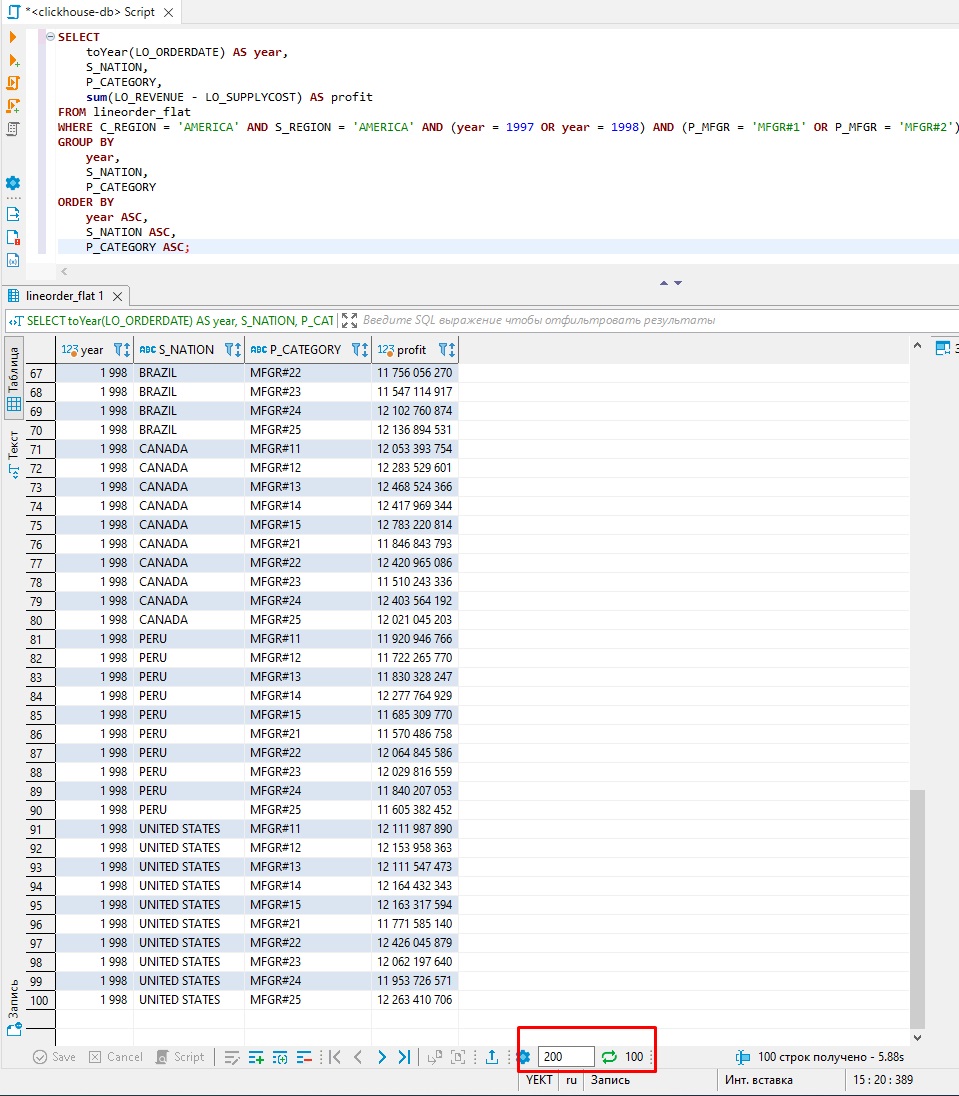 *<clickhouse-db> Script
SELECT
toYear(LO_ORDERDATE) AS year,
S_NATION,
P_CATEGORY,
sum(LO_REVENUE - LO_SUPPLYCOST) AS profit
FROM lineorder_flat
WHERE C_REGION = 'AMERICA' AND S_REGION = 'AMERICA' AND (year = 1997 OR year = 1998) AND (P_MFGR = 'MFGR#1' OR P_MFGR = 'MFGR#2')
GROUP BY
year,
S_NATION,
P_CATEGORY
ORDER BY
year ASC,
S_NATION ASC,
P_CATEGORY ASC;
lineorder_flat 1
SELECT toYear(LO_ORDERDATE) AS year, S_NATION, P_CAT Введите SQL выражение чтобы отфильтровать результаты
Таблица
Текст
Запись
123 year ABC S_NATION ABC P_CATEGORY 123 profit
67 1 998 BRAZIL MFGR#22 11 756 056 270
68 1 998 BRAZIL MFGR#23 11 547 114 917
69 1 998 BRAZIL MFGR#24 12 102 760 874
70 1 998 BRAZIL MFGR#25 12 136 894 531
71 1 998 CANADA MFGR#11 12 053 393 754
72 1 998 CANADA MFGR#12 12 283 529 601
73 1 998 CANADA MFGR#13 12 468 524 366
74 1 998 CANADA MFGR#14 12 417 969 344
75 1 998 CANADA MFGR#15 12 783 220 814
76 1 998 CANADA MFGR#21 11 846 843 793
77 1 998 CANADA MFGR#22 12 420 965 086
78 1 998 CANADA MFGR#23 11 510 243 336
79 1 998 CANADA MFGR#24 12 403 564 192
80 1 998 CANADA MFGR#25 12 021 045 203
81 1 998 PERU MFGR#11 11 920 946 766
82 1 998 PERU MFGR#12 11 722 265 770
83 1 998 PERU MFGR#13 11 830 328 247
84 1 998 PERU MFGR#14 12 277 764 929
85 1 998 PERU MFGR#15 11 685 309 770
86 1 998 PERU MFGR#21 11 570 486 758
87 1 998 PERU MFGR#22 12 064 845 586
88 1 998 PERU MFGR#23 12 029 816 559
89 1 998 PERU MFGR#24 11 840 207 053
90 1 998 PERU MFGR#25 11 605 382 452
91 1 998 UNITED STATES MFGR#11 12 111 987 890
92 1 998 UNITED STATES MFGR#12 12 153 958 363
93 1 998 UNITED STATES MFGR#13 12 111 547 473
94 1 998 UNITED STATES MFGR#14 12 164 432 343
95 1 998 UNITED STATES MFGR#15 12 163 317 594
96 1 998 UNITED STATES MFGR#21 11 771 585 140
97 1 998 UNITED STATES MFGR#22 12 426 045 879
98 1 998 UNITED STATES MFGR#23 12 062 197 640
99 1 998 UNITED STATES MFGR#24 11 953 726 571
100 1 998 UNITED STATES MFGR#25 12 263 410 706
Save Cancel Script 200 100 100 строк получено - 5.88s
YEKT ru Запись Инт. вставка 15 : 20 : 389